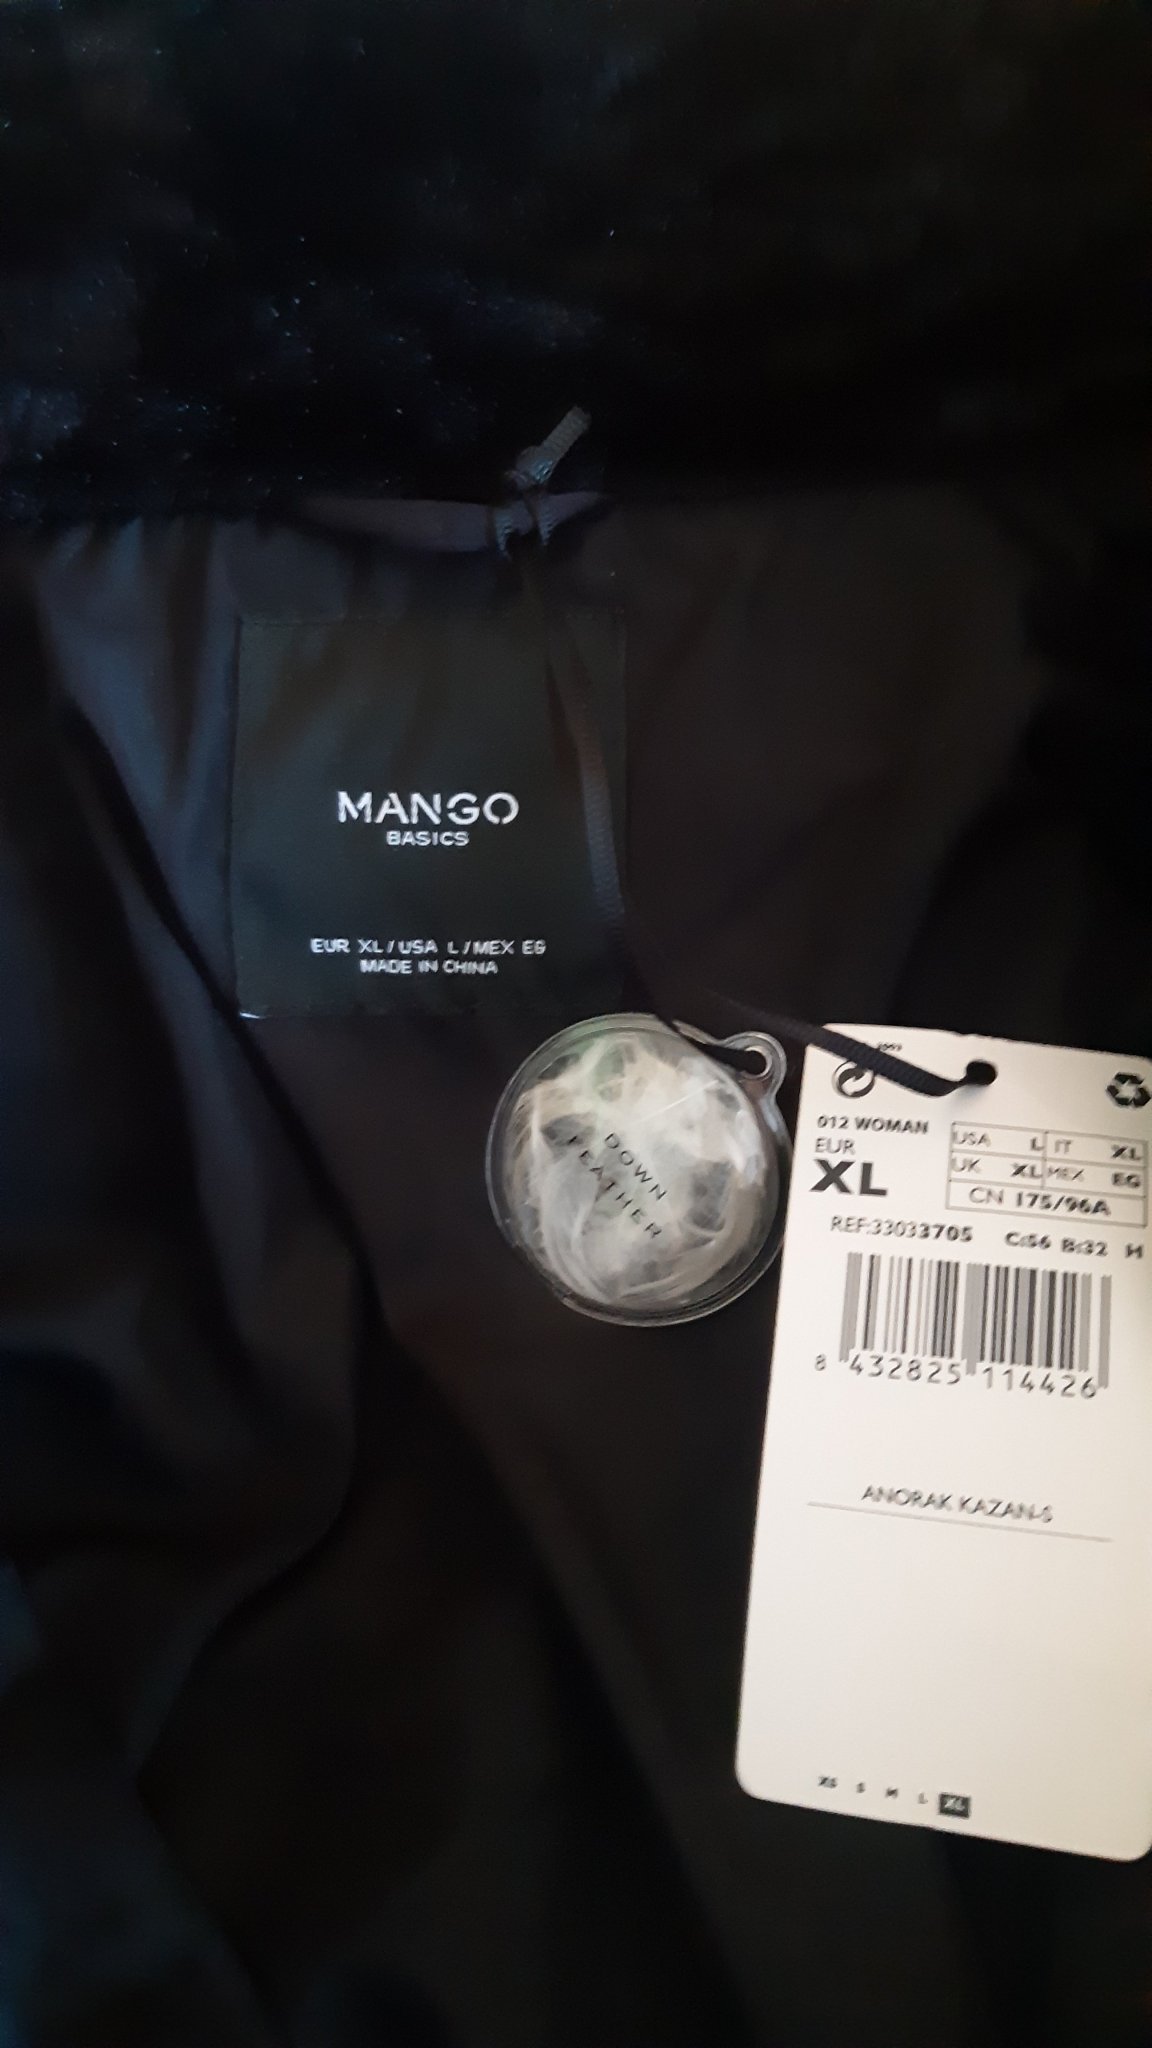 MANGO
BASICS
EUR XL / USA L / MEX EG
MADE IN CHINA
DOWN
FEATHER
012 WOMAN
EUR
XL
USA L IT XL
UK XL MEX EG
CN 175/96A
REF:33033705 C:56 B:32 H
8 432825 114426
ANORAK KAZAN-S
XS S M L XL